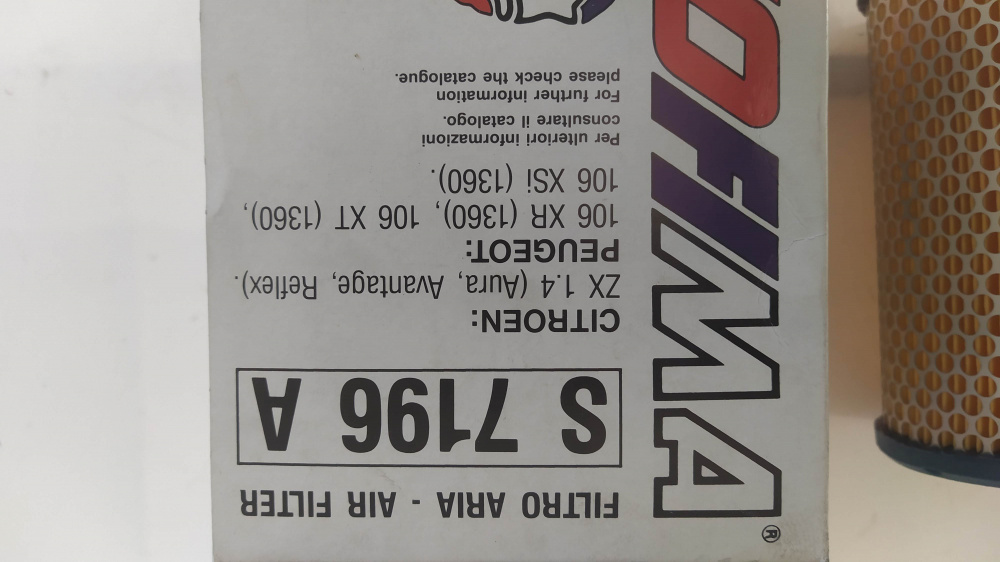 FILTRO ARIA - AIR FILTER
S 7196 A
CITROEN:
ZX 1.4 (Aura, Avantage, Reflex).
PEUGEOT:
106 XR (1360), 106 XT (1360),
106 XSi (1360).
Per ulteriori informazioni
consultare il catalogo.
For further information
please check the catalogue.
®